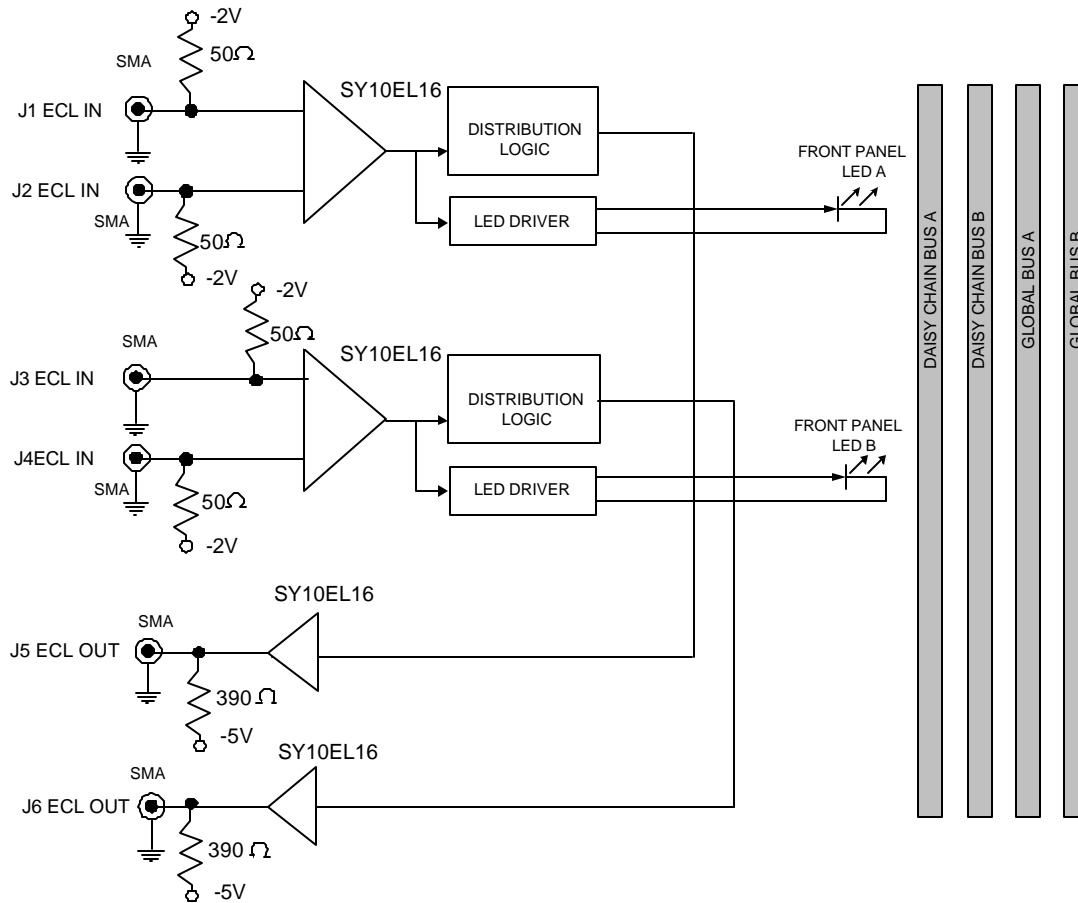 -2V
50Ω
SMA
J1 ECL IN
SY10EL16
DISTRIBUTION
LOGIC
J2 ECL IN
SMA
50Ω
-2V
LED DRIVER
FRONT PANEL
LED A
-2V
50Ω
SMA
J3 ECL IN
SY10EL16
DISTRIBUTION
LOGIC
J4ECL IN
SMA
50Ω
-2V
LED DRIVER
FRONT PANEL
LED B
SY10EL16
SMA
J5 ECL OUT
390 Ω
-5V
SY10EL16
SMA
J6 ECL OUT
390 Ω
-5V
DAISY CHAIN BUS A
DAISY CHAIN BUS B
GLOBAL BUS A
GLOBAL BUS B